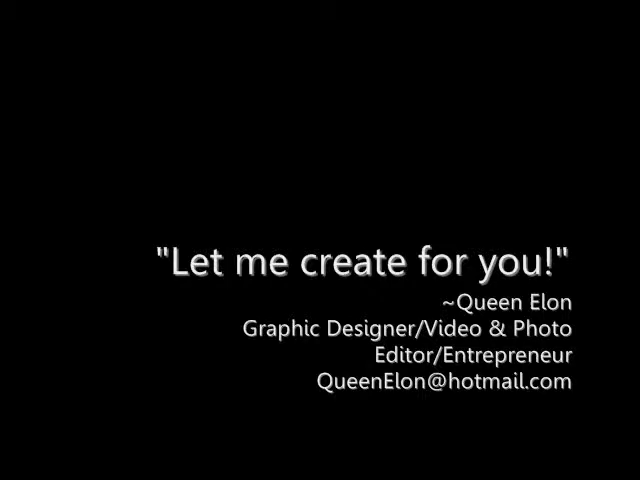 "Let me create for you!"
~Queen Elon
Graphic Designer/Video & Photo
Editor/Entrepreneur
QueenElon@hotmail.com